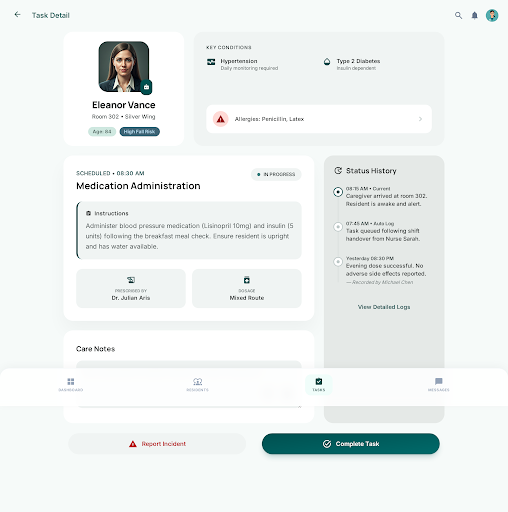 Task Detail
Eleanor Vance
Room 302 • Silver Wing
Age: 84
High Fall Risk
KEY CONDITIONS
Hypertension
Daily monitoring required
Type 2 Diabetes
Insulin dependent
Allergies: Penicillin, Latex
SCHEDULED • 08:30 AM
IN PROGRESS
Medication Administration
Instructions
Administer blood pressure medication (Lisinopril 10mg) and insulin (5
units) following the breakfast meal check. Ensure resident is upright
and has water available.
PRESCRIBED BY
Dr. Julian Aris
DOSAGE
Mixed Route
Status History
08:15 AM • Current
Caregiver arrived at room 302.
Resident is awake and alert.
07:45 AM • Auto Log
Task queued following shift
handover from Nurse Sarah.
Yesterday 08:30 PM
Evening dose successful. No
adverse side effects reported.
— Recorded by Michael Chen
View Detailed Logs
Care Notes
DASHBOARD
RESIDENTS
TASKS
MESSAGES
Report Incident
Complete Task